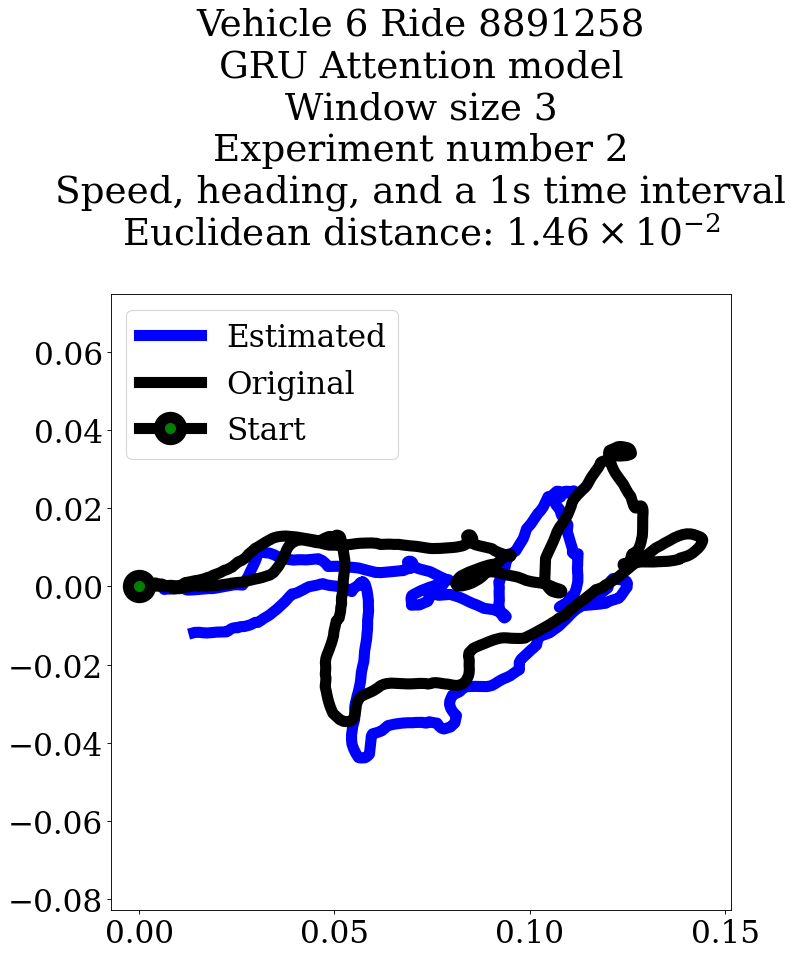 Vehicle 6 Ride 8891258
GRU Attention model
Window size 3
Experiment number 2
Speed, heading, and a 1s time interval
Euclidean distance: 1.46 × 10⁻²
Estimated
Original
Start
0.06
0.04
0.02
0.00
−0.02
−0.04
−0.06
−0.08
0.00 0.05 0.10 0.15